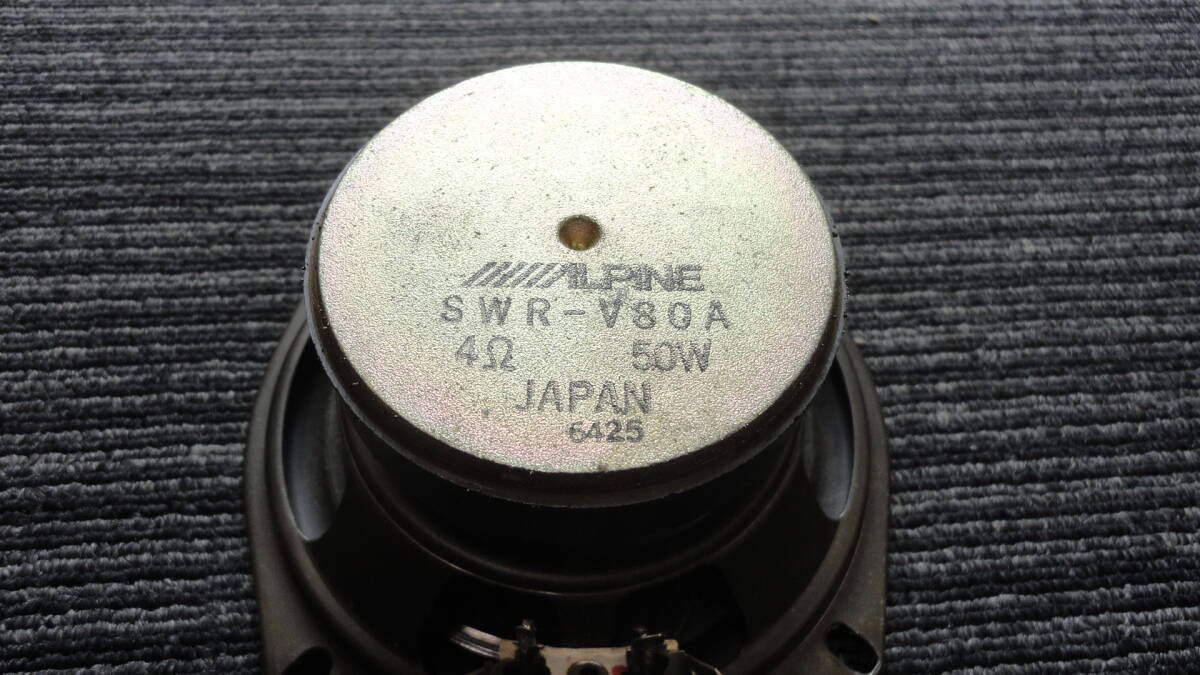 ALPINE
SWR-V80A
4Ω 50W
JAPAN
6425